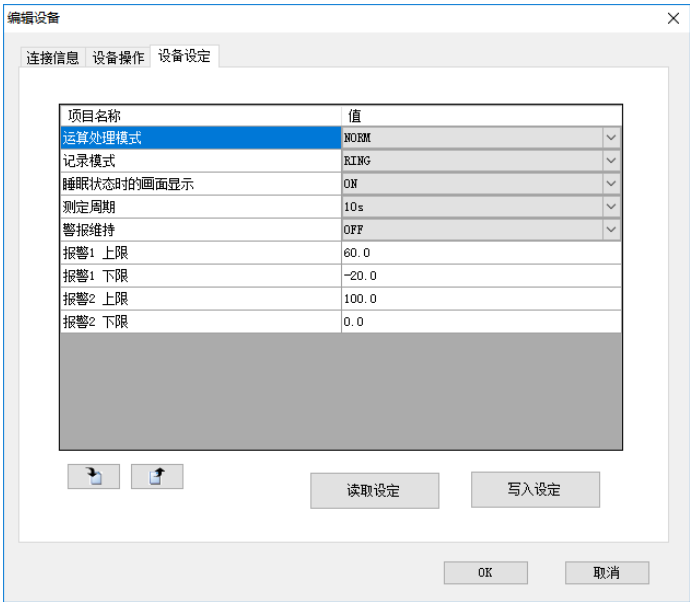 编辑设备
连接信息 设备操作 设备设定
项目名称 值
运算处理模式 NORM
记录模式 RING
睡眠状态时的画面显示 ON
测定周期 10s
警报维持 OFF
报警1 上限 60.0
报警1 下限 -20.0
报警2 上限 100.0
报警2 下限 0.0
读取设定 写入设定
OK 取消